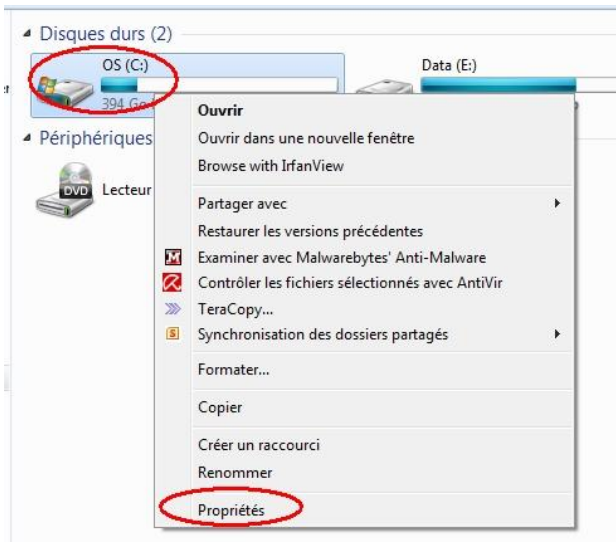 Disques durs (2)
OS (C:)
Data (E:)
394 Go
Ouvrir
Ouvrir dans une nouvelle fenêtre
Browse with IrfanView
Périphériques
DVD
Lecteur
Partager avec
Restaurer les versions précédentes
Examiner avec Malwarebytes' Anti-Malware
Contrôler les fichiers sélectionnés avec AntiVir
TeraCopy...
Synchronisation des dossiers partagés
Formater...
Copier
Créer un raccourci
Renommer
Propriétés